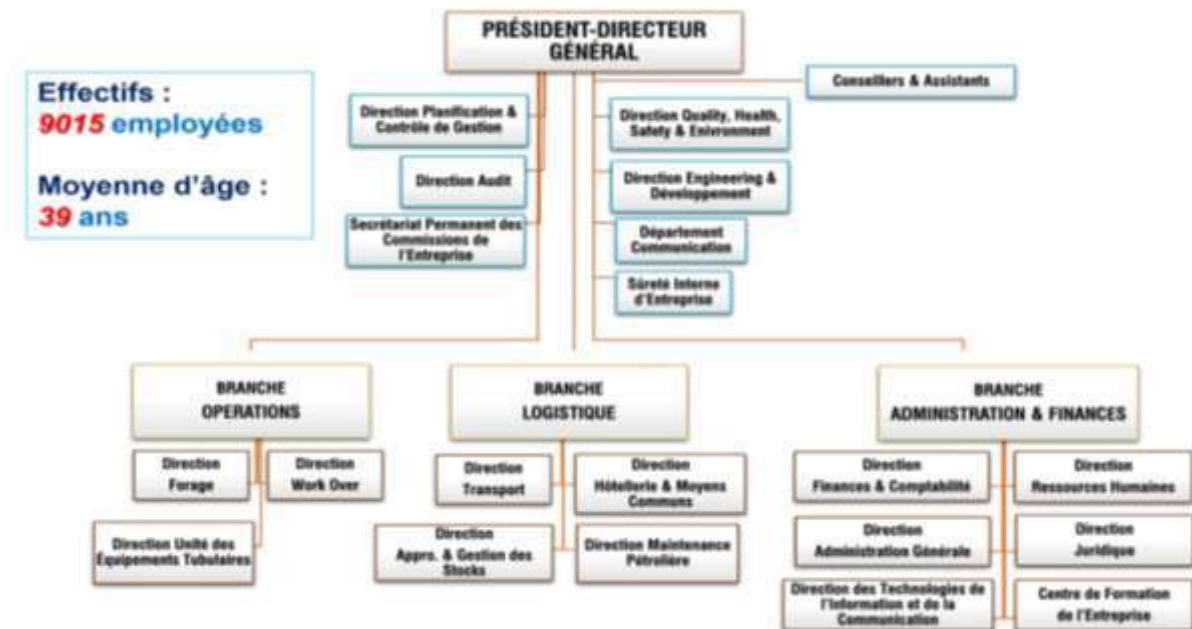 PRÉSIDENT-DIRECTEUR
GÉNÉRAL
Conseillers & Assistants
Effectifs :
9015 employées
Moyenne d'âge :
39 ans
Direction Planification &
Contrôle de Gestion
Direction Audit
Secrétariat Permanent des
Commissions de
l'Entreprise
Direction Quality, Health,
Safety & Enivronment
Direction Engineering &
Développement
Département
Communication
Sûreté Interne
d'Entreprise
BRANCHE
OPERATIONS
Direction
Forage
Direction
Work Over
Direction Unité des
Equipements Tubulaires
BRANCHE
LOGISTIQUE
Direction
Transport
Direction
Hôtellerie & Moyens
Communs
Direction
Appro. & Gestion des
Stocks
Direction Maintenance
Pétrolière
BRANCHE
ADMINISTRATION & FINANCES
Direction
Finances & Comptabilité
Direction
Ressources Humaines
Direction
Administration Générale
Direction
Juridique
Direction des Technologies de
l'Information et de la
Communication
Centre de Formation
de l'Entreprise